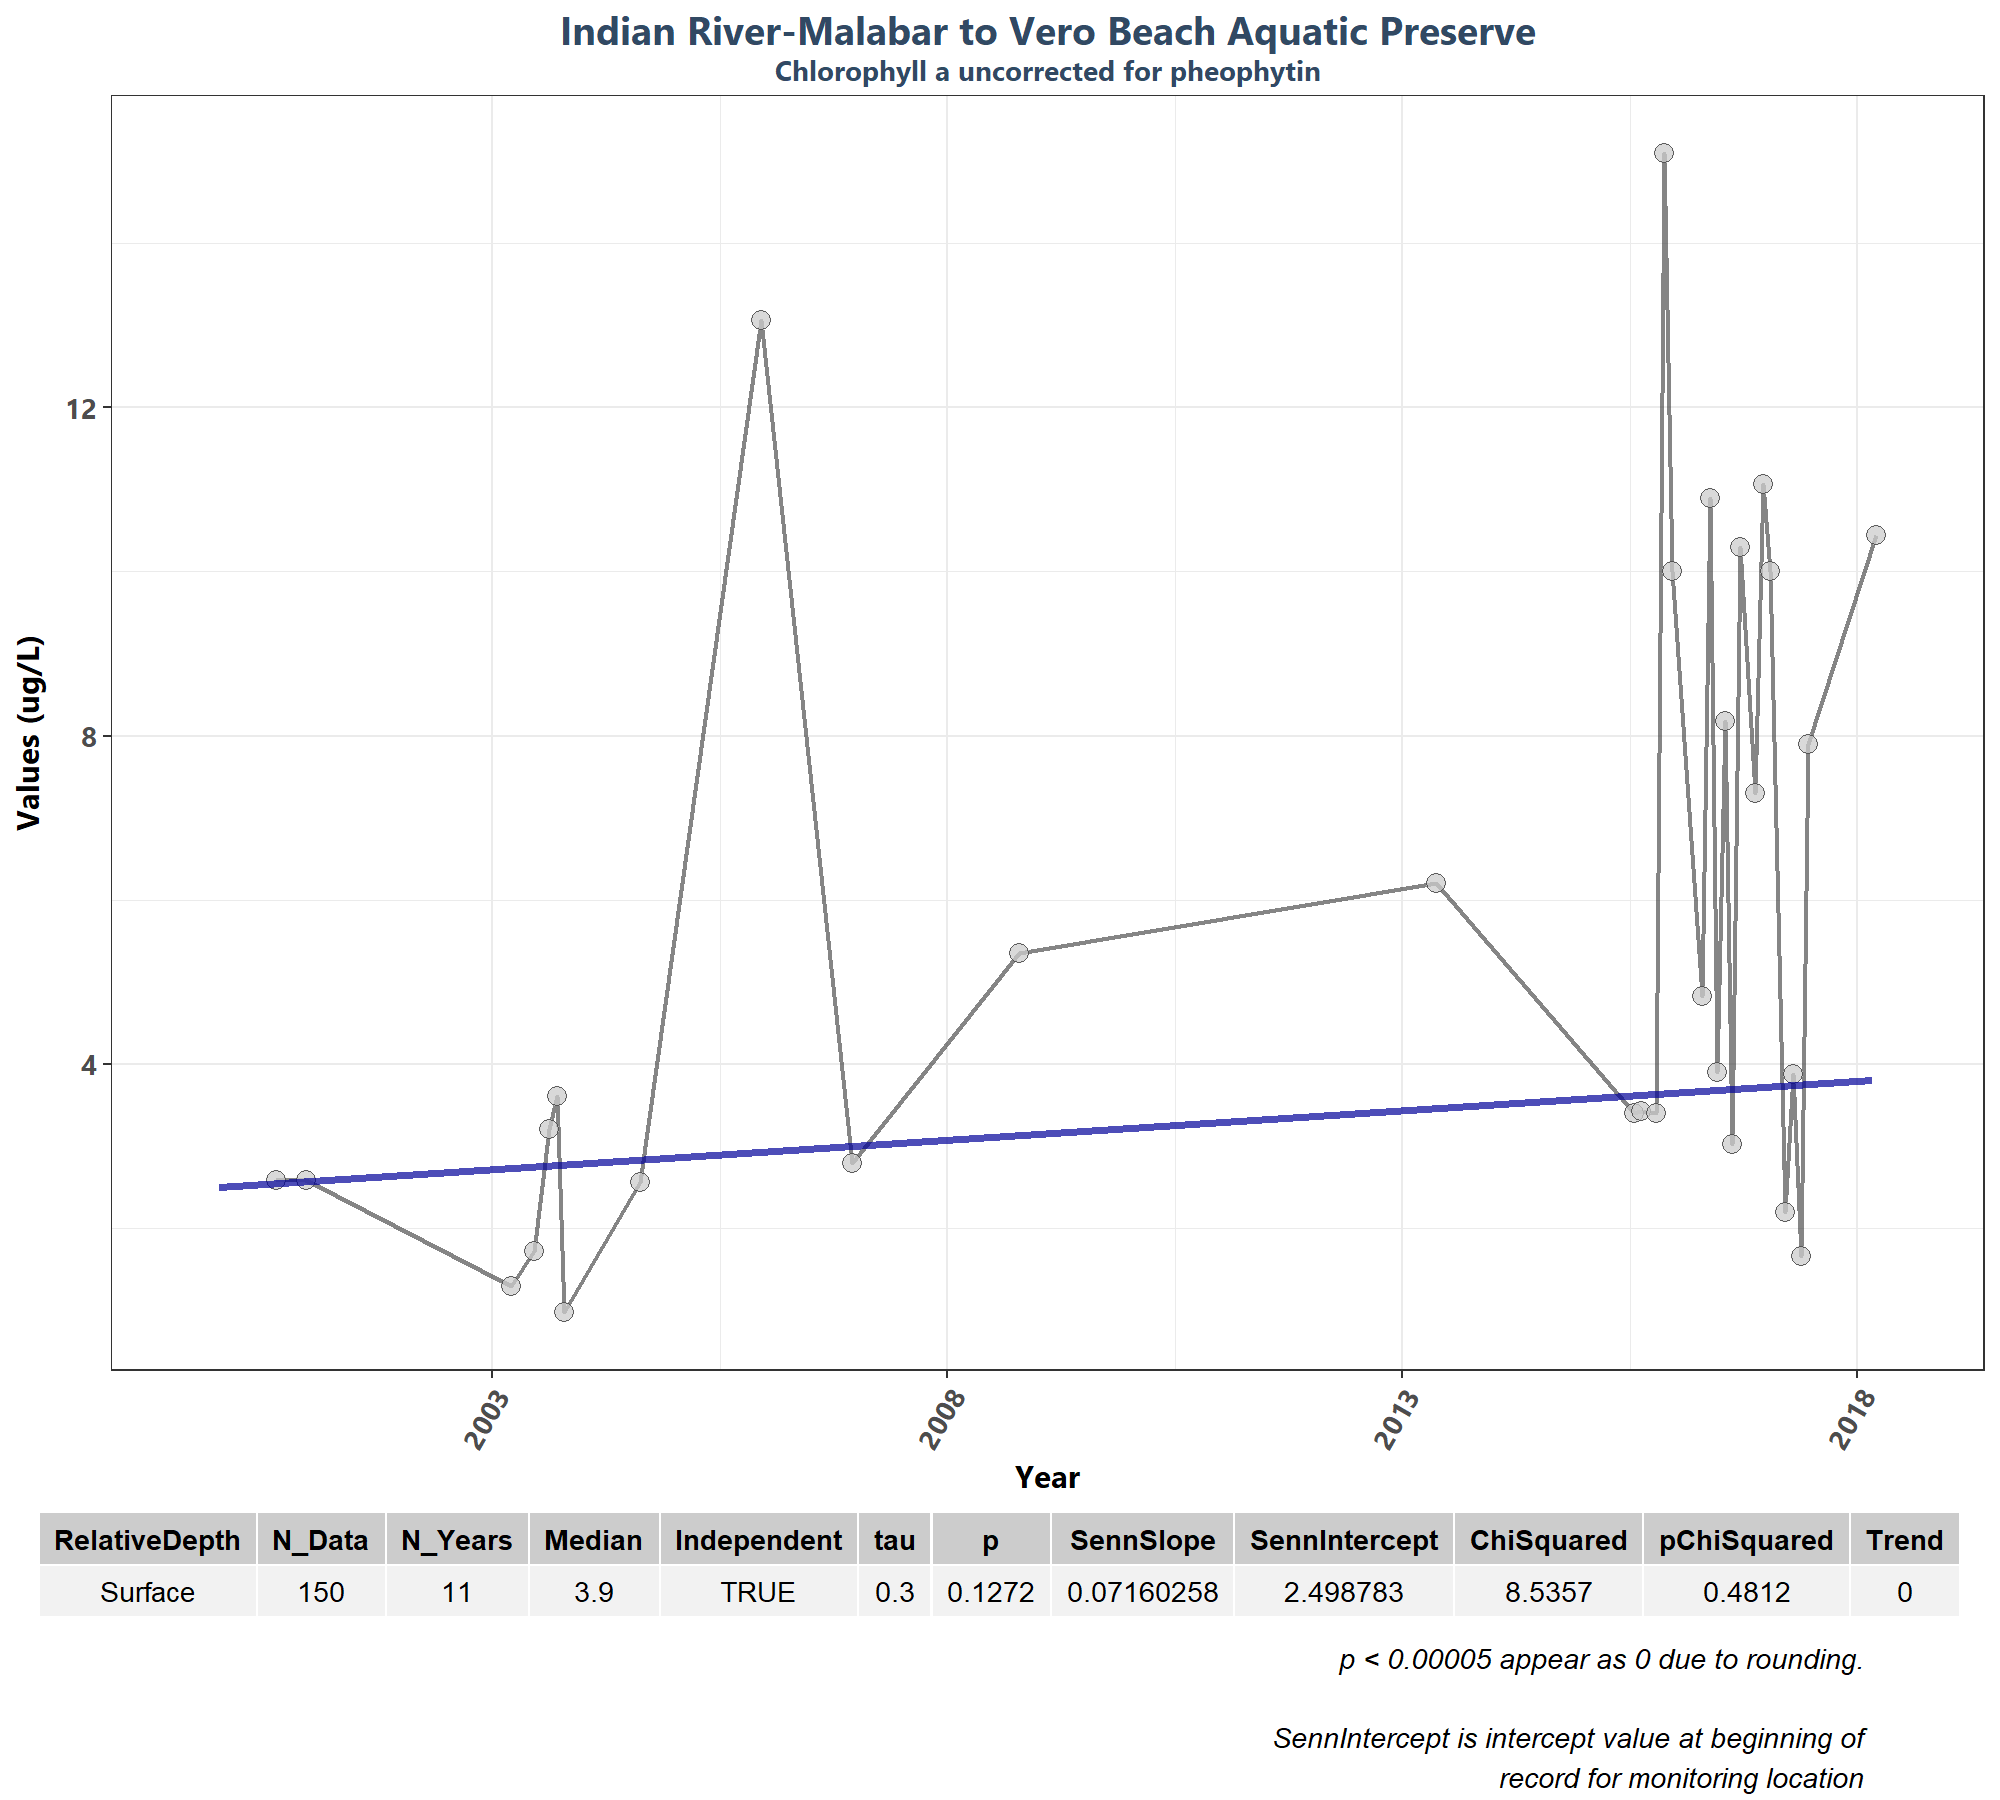 Indian River-Malabar to Vero Beach Aquatic Preserve
Chlorophyll a uncorrected for pheophytin
Values (ug/L)
12
8
4
2003
2008
2013
2018
Year
RelativeDepth N_Data N_Years Median Independent tau p SennSlope SennIntercept ChiSquared pChiSquared Trend
Surface 150 11 3.9 TRUE 0.3 0.1272 0.07160258 2.498783 8.5357 0.4812 0
p < 0.00005 appear as 0 due to rounding.
SennIntercept is intercept value at beginning of
record for monitoring location